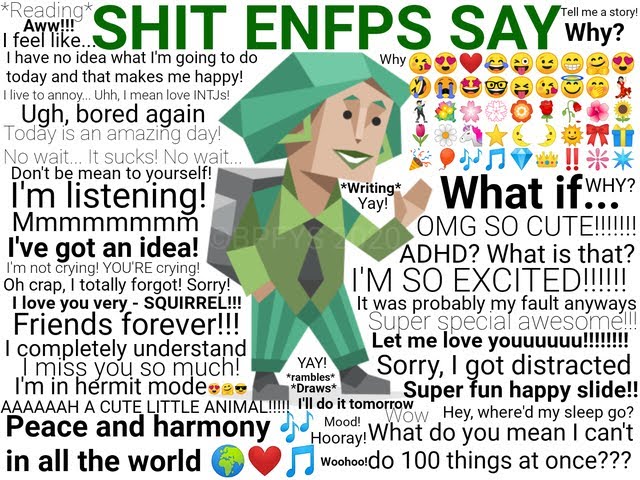 *Reading*
SHIT ENFPS SAY
Tell me a story!
Aww!!!
Why?
I feel like...
I have no idea what I'm going to do
today and that makes me happy!
Why 😘😍❤️🤗😜😉😋😍
I live to annoy... Uhh, I mean love INTJs!
Ugh, bored again
Today is an amazing day!
No wait... It sucks! No wait...
Don't be mean to yourself!
I'm listening!
*Writing*
Yay!
What if...
WHY?
Mmmmmmmm
OMG SO CUTE!!!!!!!
©BPFYS 2020
I've got an idea!
ADHD? What is that?
I'm not crying! YOU'RE crying!
I'M SO EXCITED!!!!!!
Oh crap, I totally forgot! Sorry!
It was probably my fault anyways
I love you very - SQUIRREL!!!
Super special awesome!!!
Friends forever!!!
Let me love youuuuuu!!!!!!!!
I completely understand
I miss you so much!
YAY!
Sorry, I got distracted
I'm in hermit mode😍🤗😎
*rambles*
*Draws*
Super fun happy slide!!
AAAAAAH A CUTE LITTLE ANIMAL!!!!!
I'll do it tomorrow
Wow
Hey, where'd my sleep go?
Peace and harmony 🎶
in all the world 🌍❤️🎵
Mood!
Hooray!
Woohoo!
What do you mean I can't
do 100 things at once???